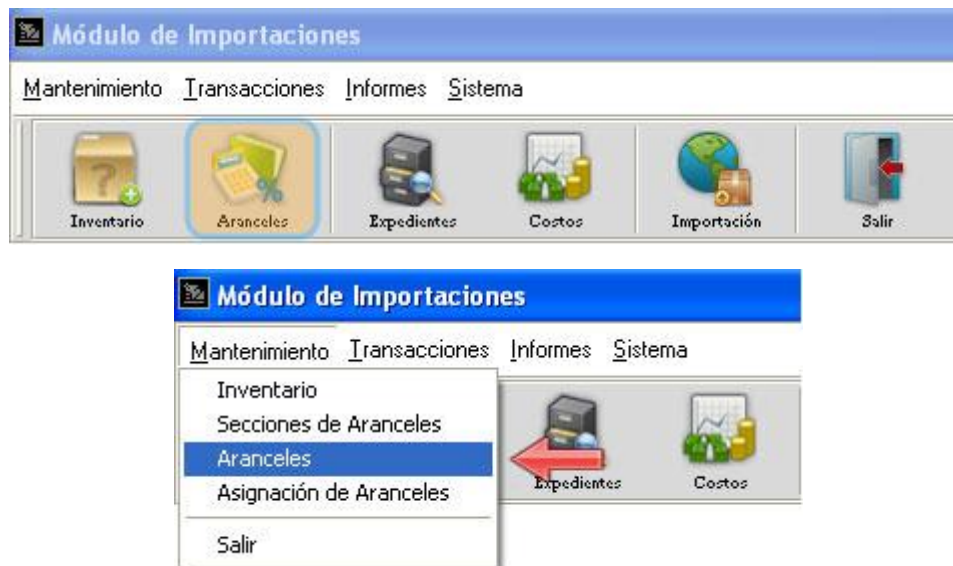 Módulo de Importaciones
Mantenimiento Transacciones Informes Sistema
Inventario Aranceles Expedientes Costos Importación Salir
Módulo de Importaciones
Mantenimiento Transacciones Informes Sistema
Inventario
Secciones de Aranceles
Aranceles
Asignación de Aranceles
Expedientes Costos
Salir